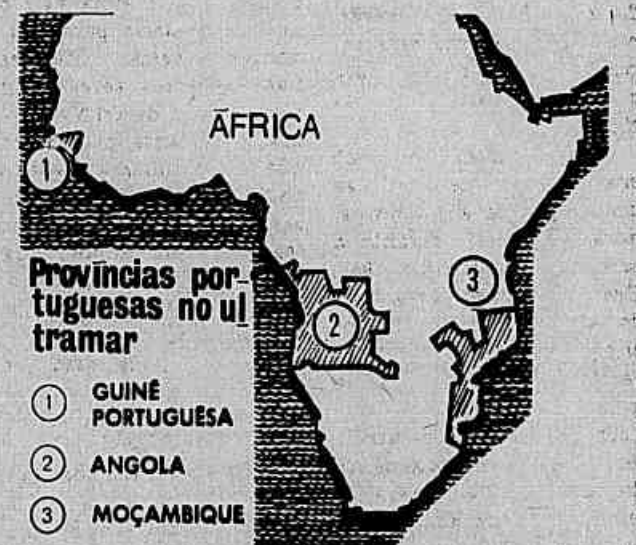 ÁFRICA
1
2
3
Províncias por-
tuguesas no ul
tramar
1 GUINÉ
PORTUGUÊSA
2 ANGOLA
3 MOÇAMBIQUE